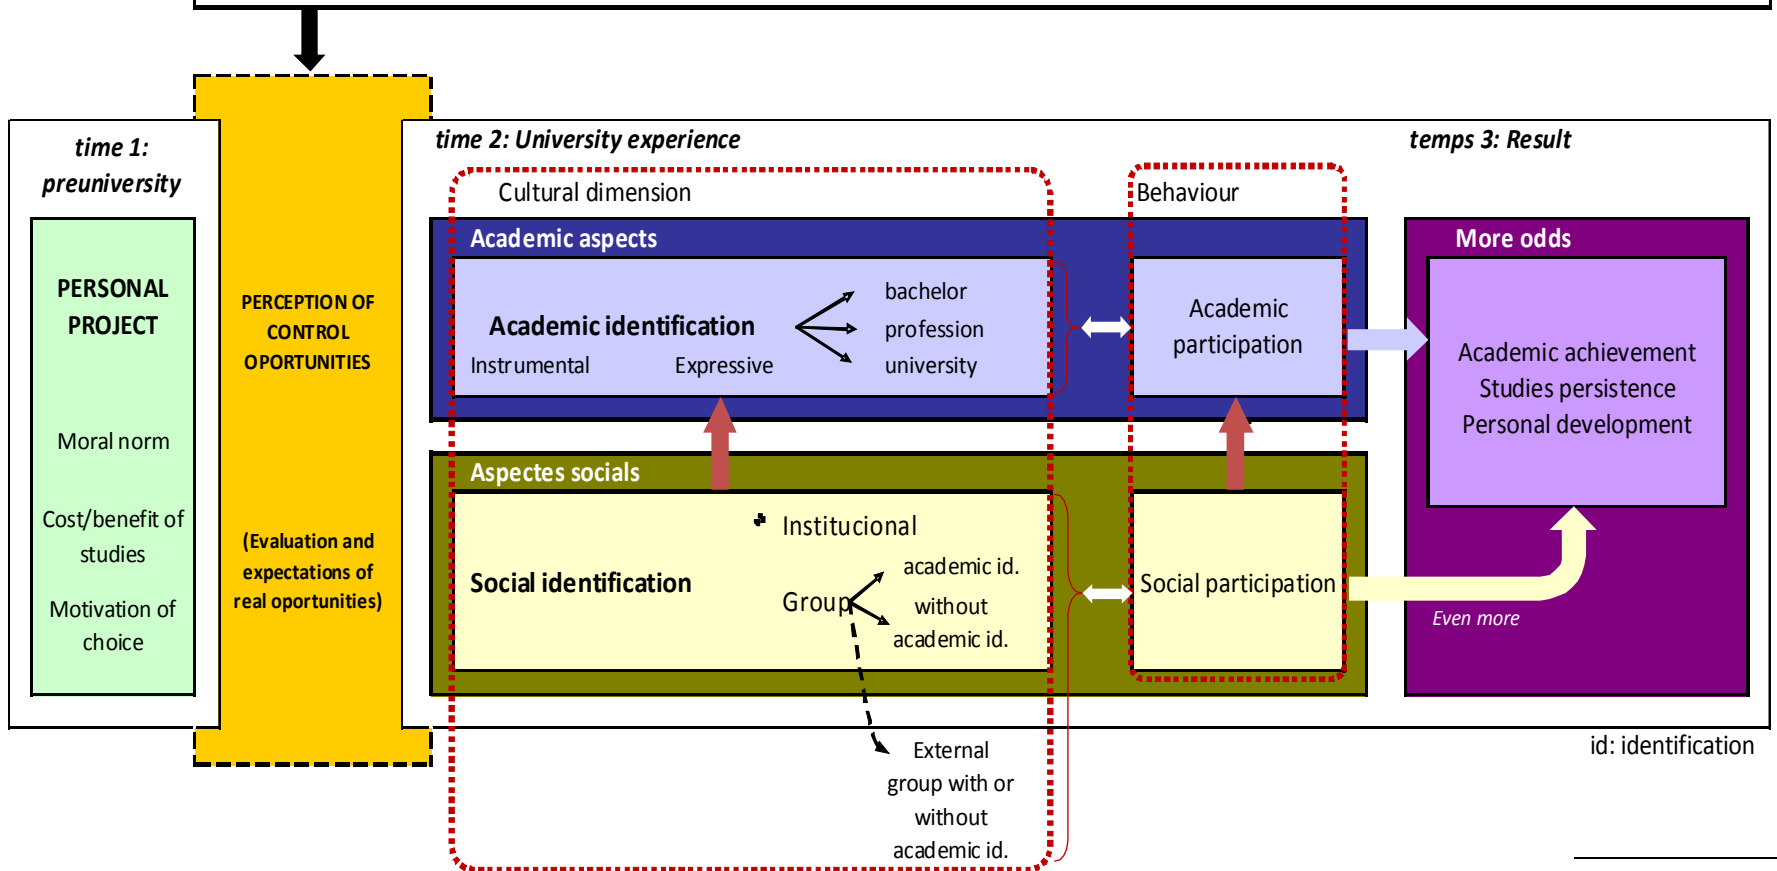 time 1:
preuniversity
PERSONAL
PROJECT
Moral norm
Cost/benefit of
studies
Motivation of
choice
PERCEPTION OF
CONTROL
OPORTUNITIES
(Evaluation and
expectations of
real oportunities)
time 2: University experience
Cultural dimension
Behaviour
Academic aspects
Academic identification
Instrumental
Expressive
bachelor
profession
university
Academic
participation
Aspectes socials
Social identification
Institucional
Group
academic id.
without
academic id.
External
group with or
without
academic id.
Social participation
temps 3: Result
More odds
Academic achievement
Studies persistence
Personal development
Even more
id: identification